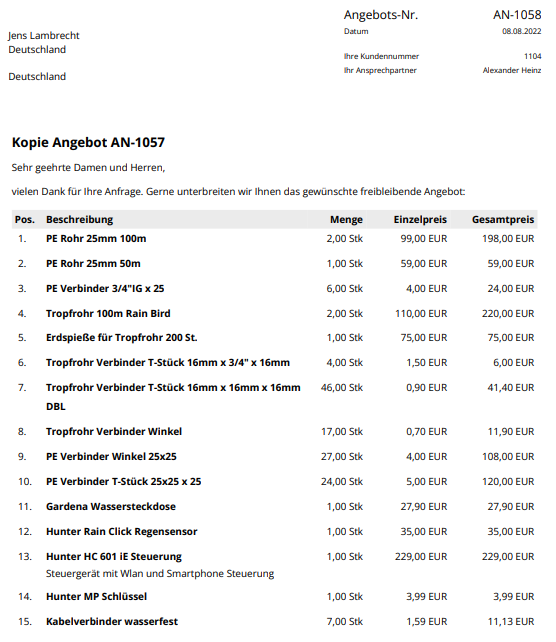 Angebots-Nr. AN-1058
Jens Lambrecht Datum 08.08.2022
Deutschland
Ihre Kundennummer 1104
Deutschland Ihr Ansprechpartner Alexander Heinz
Kopie Angebot AN-1057
Sehr geehrte Damen und Herren,
vielen Dank für Ihre Anfrage. Gerne unterbreiten wir Ihnen das gewünschte freibleibende Angebot:
Pos. Beschreibung Menge Einzelpreis Gesamtpreis
1. PE Rohr 25mm 100m 2,00 Stk 99,00 EUR 198,00 EUR
2. PE Rohr 25mm 50m 1,00 Stk 59,00 EUR 59,00 EUR
3. PE Verbinder 3/4"IG x 25 6,00 Stk 4,00 EUR 24,00 EUR
4. Tropfrohr 100m Rain Bird 2,00 Stk 110,00 EUR 220,00 EUR
5. Erdspieße für Tropfrohr 200 St. 1,00 Stk 75,00 EUR 75,00 EUR
6. Tropfrohr Verbinder T-Stück 16mm x 3/4" x 16mm 4,00 Stk 1,50 EUR 6,00 EUR
7. Tropfrohr Verbinder T-Stück 16mm x 16mm x 16mm 46,00 Stk 0,90 EUR 41,40 EUR
DBL
8. Tropfrohr Verbinder Winkel 17,00 Stk 0,70 EUR 11,90 EUR
9. PE Verbinder Winkel 25x25 27,00 Stk 4,00 EUR 108,00 EUR
10. PE Verbinder T-Stück 25x25 x 25 24,00 Stk 5,00 EUR 120,00 EUR
11. Gardena Wassersteckdose 1,00 Stk 27,90 EUR 27,90 EUR
12. Hunter Rain Click Regensensor 1,00 Stk 35,00 EUR 35,00 EUR
13. Hunter HC 601 iE Steuerung 1,00 Stk 229,00 EUR 229,00 EUR
Steuergerät mit Wlan und Smartphone Steuerung
14. Hunter MP Schlüssel 1,00 Stk 3,99 EUR 3,99 EUR
15. Kabelverbinder wasserfest 7,00 Stk 1,59 EUR 11,13 EUR